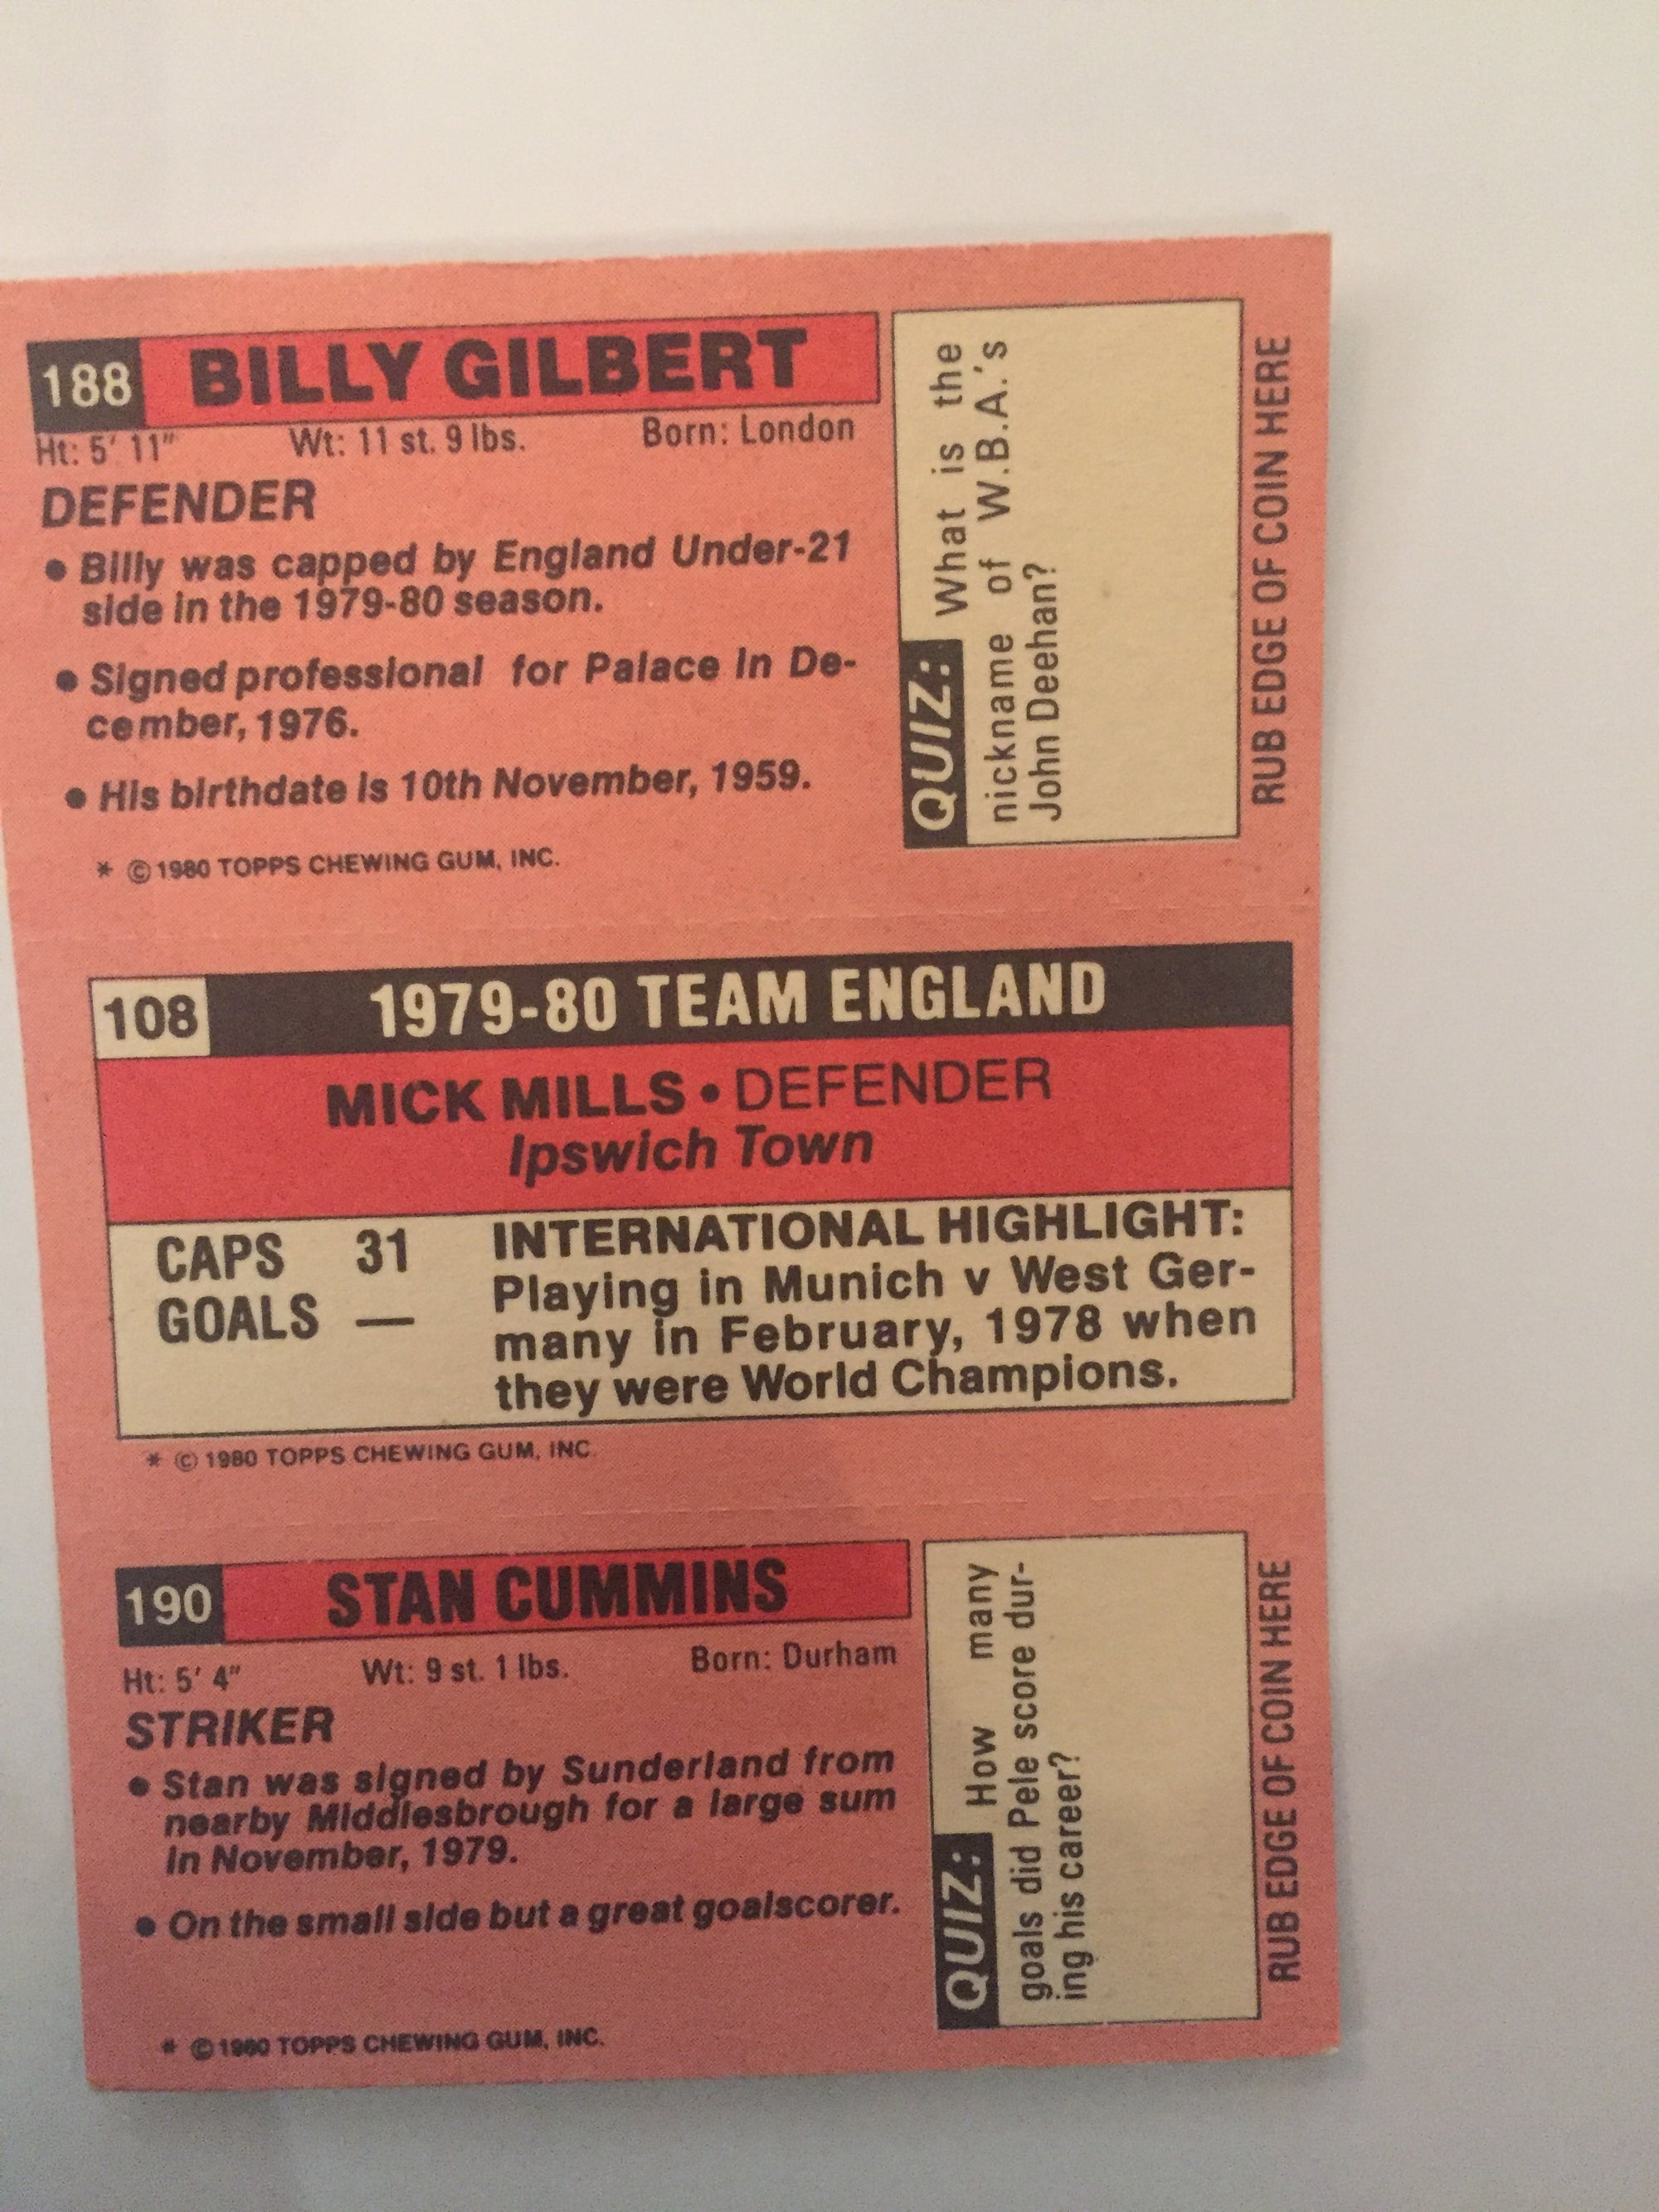 188 BILLY GILBERT
Ht: 5' 11" Wt: 11 st. 9 lbs. Born: London
DEFENDER
• Billy was capped by England Under-21
side in the 1979-80 season.
• Signed professional for Palace in De-
cember, 1976.
• His birthdate is 10th November, 1959.
* © 1980 TOPPS CHEWING GUM, INC.
QUIZ: What is the
nickname of W.B.A.'s
John Deehan?
RUB EDGE OF COIN HERE
108 1979-80 TEAM ENGLAND
MICK MILLS • DEFENDER
Ipswich Town
CAPS 31
GOALS —
INTERNATIONAL HIGHLIGHT:
Playing in Munich v West Ger-
many in February, 1978 when
they were World Champions.
* © 1980 TOPPS CHEWING GUM, INC.
190 STAN CUMMINS
Ht: 5' 4" Wt: 9 st. 1 lbs. Born: Durham
STRIKER
• Stan was signed by Sunderland from
nearby Middlesbrough for a large sum
in November, 1979.
• On the small side but a great goalscorer.
* © 1980 TOPPS CHEWING GUM, INC.
QUIZ: How many
goals did Pele score dur-
ing his career?
RUB EDGE OF COIN HERE